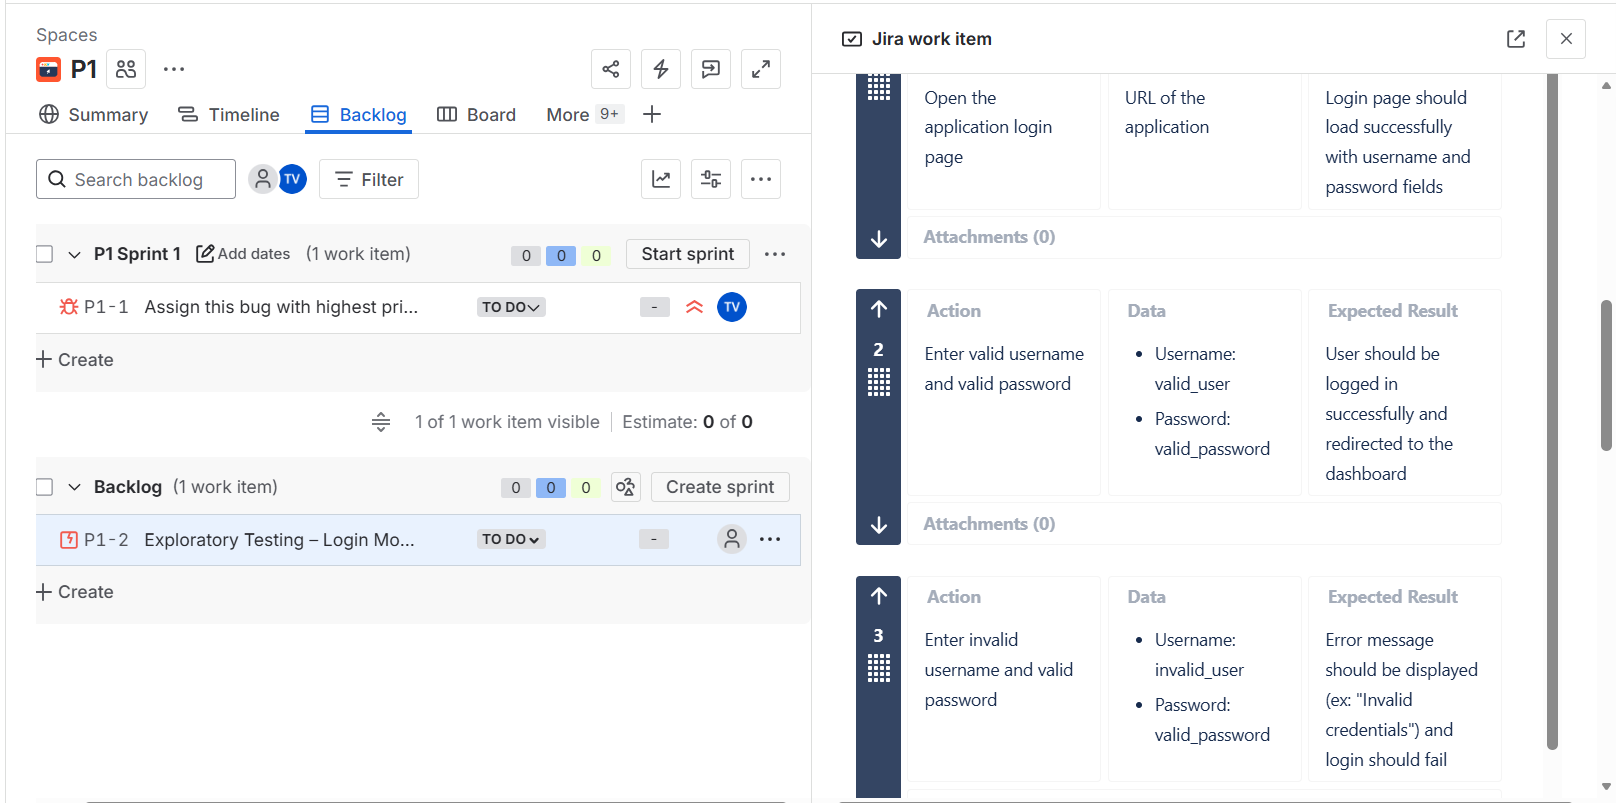 Spaces
P1
Summary
Timeline
Backlog
Board
More 9+
Search backlog
TV
Filter
P1 Sprint 1
Add dates
(1 work item)
0 0 0
Start sprint
P1-1 Assign this bug with highest pri...
TO DO
-
TV
Create
1 of 1 work item visible
Estimate: 0 of 0
Backlog (1 work item)
0 0 0
Create sprint
P1-2 Exploratory Testing – Login Mo...
TO DO
-
Create
Jira work item
Open the
application login
page
URL of the
application
Login page should
load successfully
with username and
password fields
Attachments (0)
2
Action
Enter valid username
and valid password
Data
• Username:
valid_user
• Password:
valid_password
Expected Result
User should be
logged in
successfully and
redirected to the
dashboard
Attachments (0)
3
Action
Enter invalid
username and valid
password
Data
• Username:
invalid_user
• Password:
valid_password
Expected Result
Error message
should be displayed
(ex: "Invalid
credentials") and
login should fail